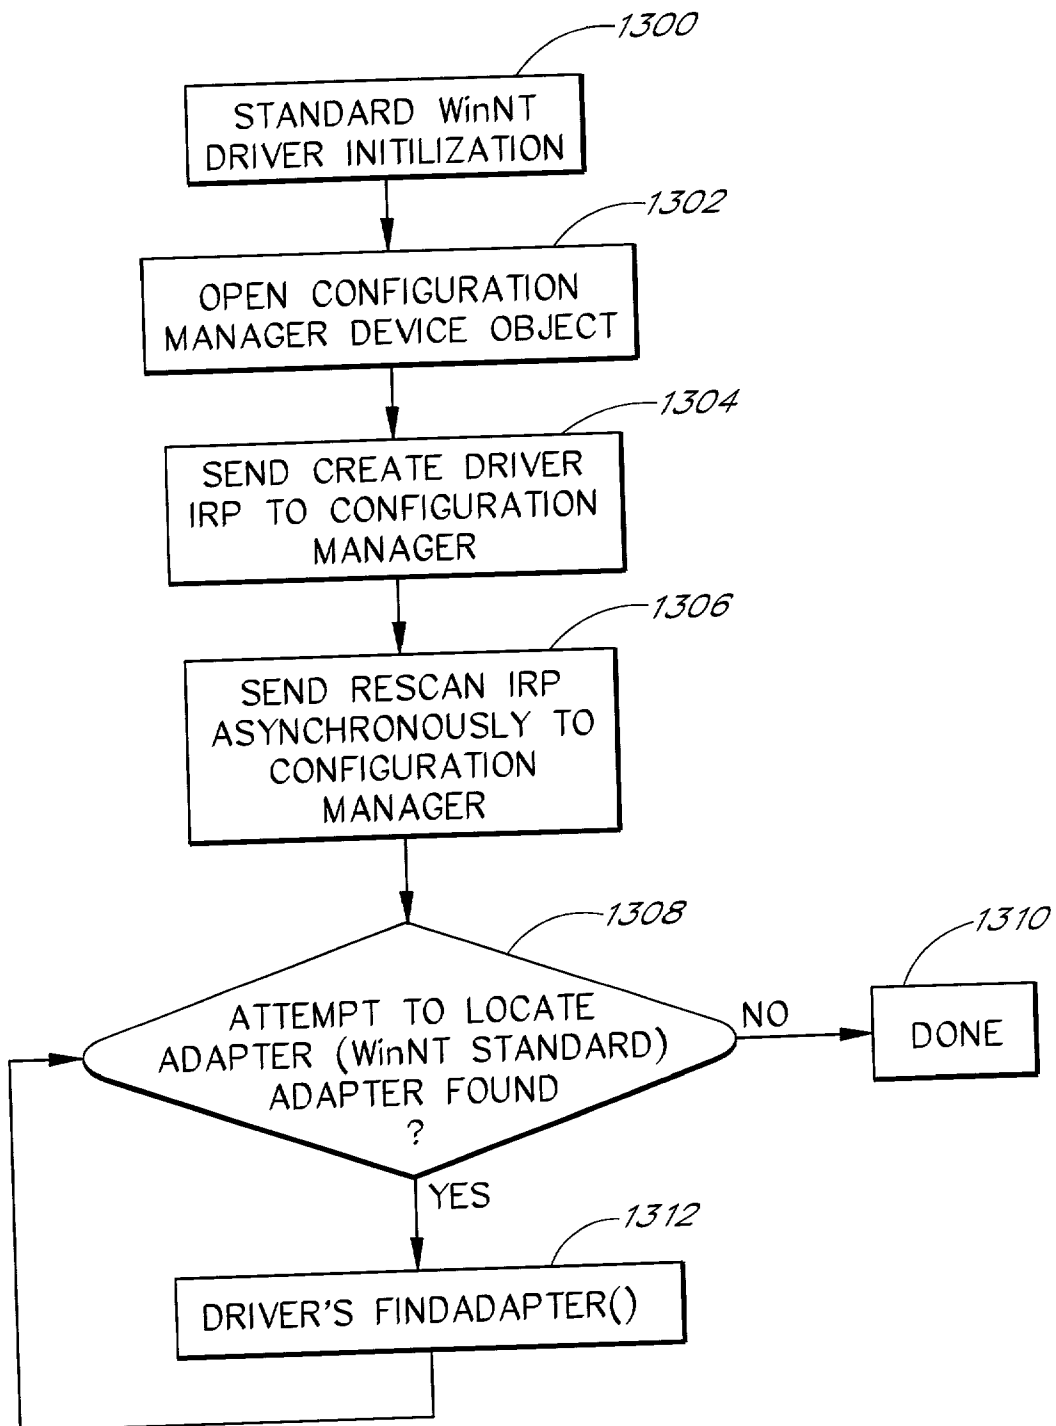 1300
STANDARD WinNT
DRIVER INITILIZATION
1302
OPEN CONFIGURATION
MANAGER DEVICE OBJECT
1304
SEND CREATE DRIVER
IRP TO CONFIGURATION
MANAGER
1306
SEND RESCAN IRP
ASYNCHRONOUSLY TO
CONFIGURATION
MANAGER
1308
1310
ATTEMPT TO LOCATE
ADAPTER (WinNT STANDARD)
ADAPTER FOUND
?
NO
DONE
YES
1312
DRIVER'S FINDADAPTER()